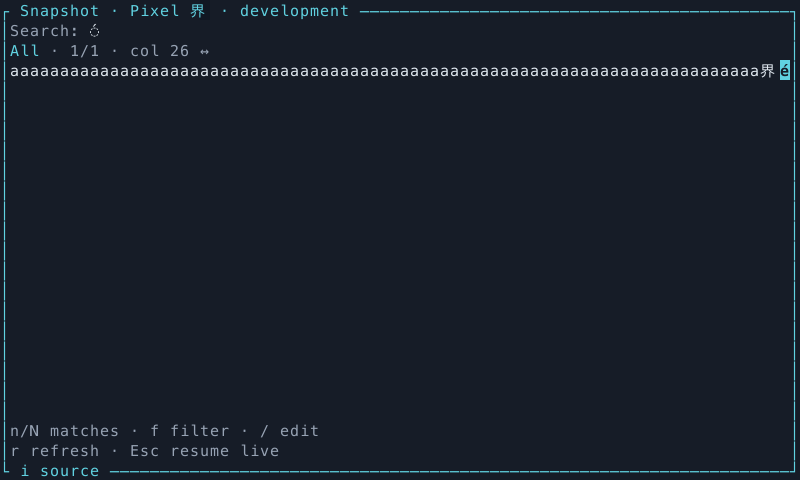 Snapshot · Pixel 界 · development
Search: ◌́
All · 1/1 · col 26 ↔
aaaaaaaaaaaaaaaaaaaaaaaaaaaaaaaaaaaaaaaaaaaaaaaaaaaaaaaaaaaaaaaaaaaaaaaaaaa界é
n/N matches · f filter · / edit
r refresh · Esc resume live
i source